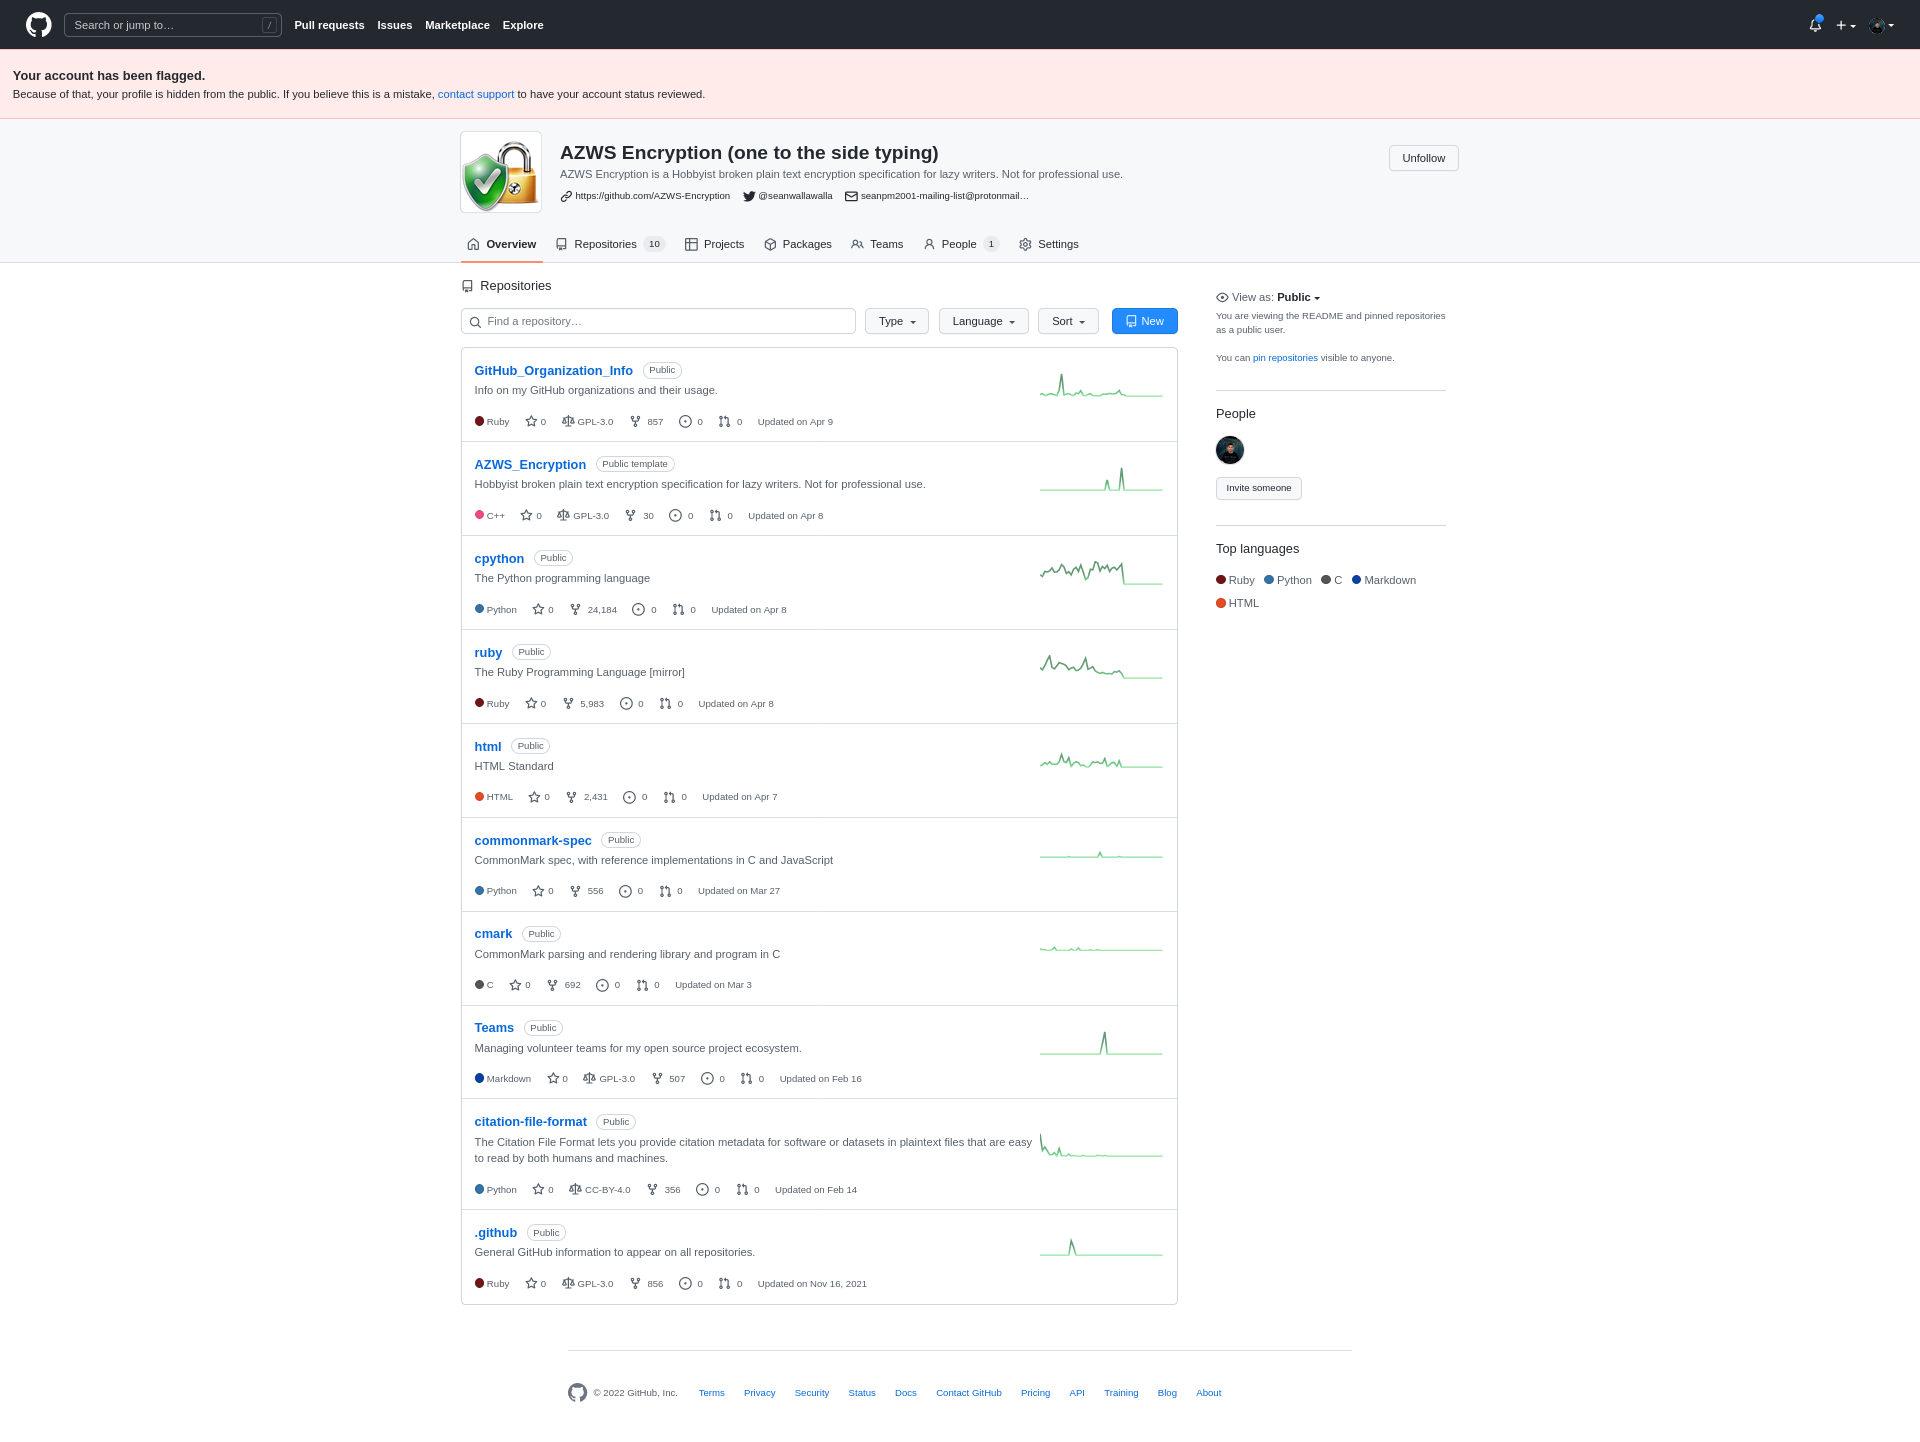 Search or jump to… /
Pull requests Issues Marketplace Explore
Your account has been flagged.
Because of that, your profile is hidden from the public. If you believe this is a mistake, contact support to have your account status reviewed.
AZWS Encryption (one to the side typing)
Unfollow
AZWS Encryption is a Hobbyist broken plain text encryption specification for lazy writers. Not for professional use.
https://github.com/AZWS-Encryption @seanwallawalla seanpm2001-mailing-list@protonmail…
Overview Repositories 10 Projects Packages Teams People 1 Settings
Repositories
Find a repository… Type Language Sort New
GitHub_Organization_Info Public
Info on my GitHub organizations and their usage.
Ruby 0 GPL-3.0 857 0 0 Updated on Apr 9
AZWS_Encryption Public template
Hobbyist broken plain text encryption specification for lazy writers. Not for professional use.
C++ 0 GPL-3.0 30 0 0 Updated on Apr 8
cpython Public
The Python programming language
Python 0 24,184 0 0 Updated on Apr 8
ruby Public
The Ruby Programming Language [mirror]
Ruby 0 5,983 0 0 Updated on Apr 8
html Public
HTML Standard
HTML 0 2,431 0 0 Updated on Apr 7
commonmark-spec Public
CommonMark spec, with reference implementations in C and JavaScript
Python 0 556 0 0 Updated on Mar 27
cmark Public
CommonMark parsing and rendering library and program in C
C 0 692 0 0 Updated on Mar 3
Teams Public
Managing volunteer teams for my open source project ecosystem.
Markdown 0 GPL-3.0 507 0 0 Updated on Feb 16
citation-file-format Public
The Citation File Format lets you provide citation metadata for software or datasets in plaintext files that are easy
to read by both humans and machines.
Python 0 CC-BY-4.0 356 0 0 Updated on Feb 14
.github Public
General GitHub information to appear on all repositories.
Ruby 0 GPL-3.0 856 0 0 Updated on Nov 16, 2021
View as: Public
You are viewing the README and pinned repositories
as a public user.
You can pin repositories visible to anyone.
People
Invite someone
Top languages
Ruby Python C Markdown
HTML
© 2022 GitHub, Inc. Terms Privacy Security Status Docs Contact GitHub Pricing API Training Blog About